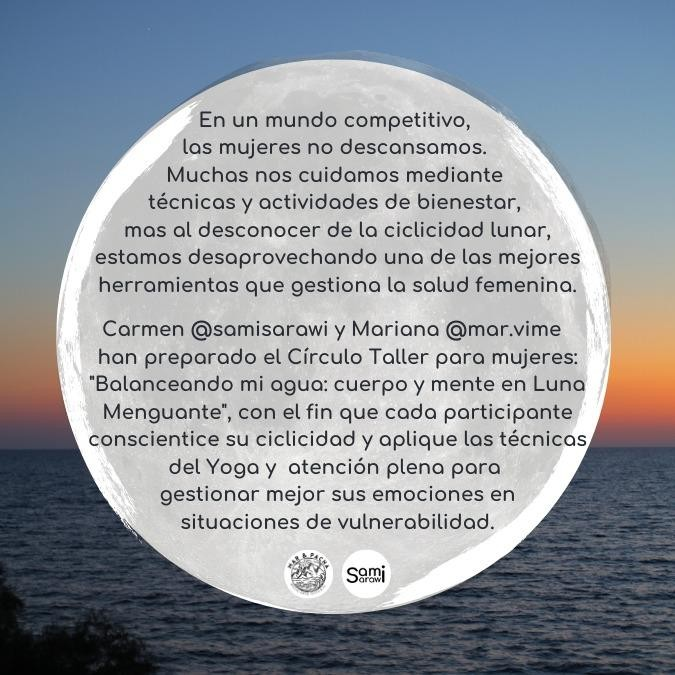 En un mundo competitivo,
las mujeres no descansamos.
Muchas nos cuidamos mediante
técnicas y actividades de bienestar,
mas al desconocer de la ciclicidad lunar,
estamos desaprovechando una de las mejores
herramientas que gestiona la salud femenina.
Carmen @samisarawi y Mariana @mar.vime
han preparado el Círculo Taller para mujeres:
"Balanceando mi agua: cuerpo y mente en Luna
Menguante", con el fin que cada participante
conscientice su ciclicidad y aplique las técnicas
del Yoga y atención plena para
gestionar mejor sus emociones en
situaciones de vulnerabilidad.
MAR & PACHA
Sami
Sarawi